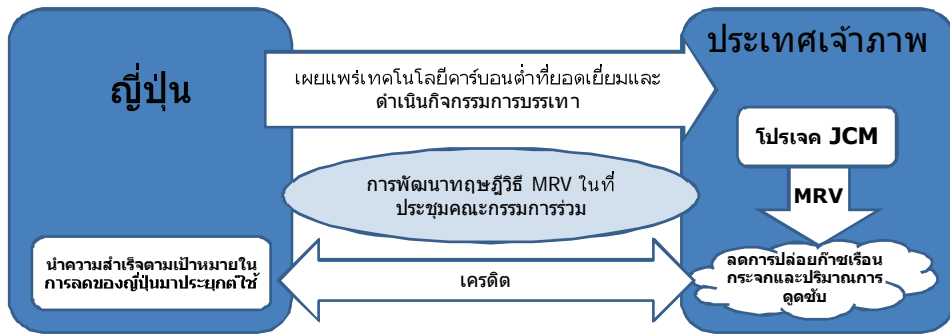 ญี่ปุ่น
ประเทศเจ้าภาพ
เผยแพร่เทคโนโลยีคาร์บอนต่ำที่ยอดเยี่ยมและ
ดำเนินกิจกรรมการบรรเทา
โปรเจค JCM
การพัฒนาทฤษฎีวิธี MRV ในที่
ประชุมคณะกรรมการร่วม
MRV
นำความสำเร็จตามเป้าหมายใน
การลดของญี่ปุ่นมาประยุกต์ใช้
เครดิต
ลดการปล่อยก๊าซเรือน
กระจกและปริมาณการ
ดูดซับ